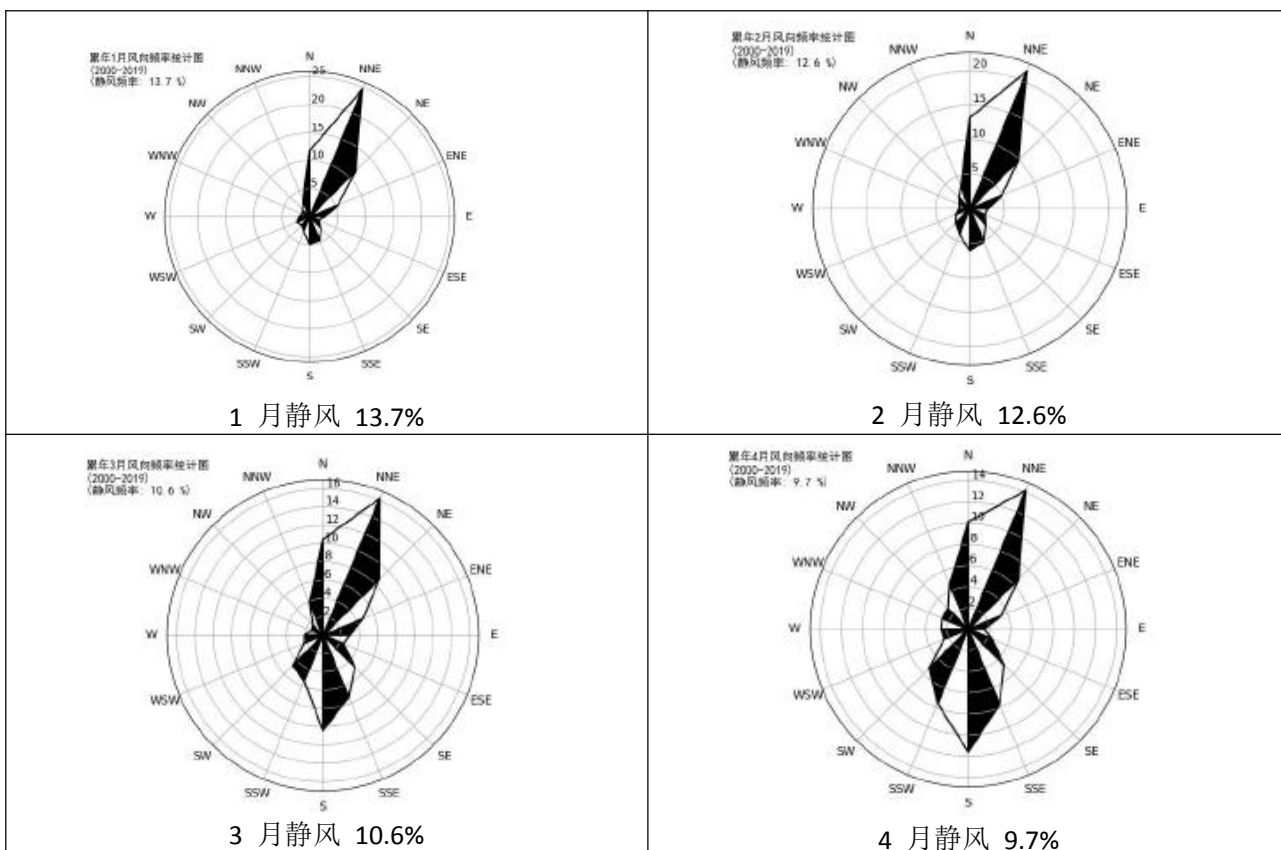 累年1月风向频率统计图
(2000-2019)
(静风频率: 13.7 %)
N
NNE
NE
ENE
E
ESE
SE
SSE
S
SSW
SW
WSW
W
WNW
NW
NNW
25
20
15
10
5
1 月静风 13.7%
累年2月风向频率统计图
(2000-2019)
(静风频率: 12.6 %)
N
NNE
NE
ENE
E
ESE
SE
SSE
S
SSW
SW
WSW
W
WNW
NW
NNW
20
15
10
5
2 月静风 12.6%
累年3月风向频率统计图
(2000-2019)
(静风频率: 10.6 %)
N
NNE
NE
ENE
E
ESE
SE
SSE
S
SSW
SW
WSW
W
WNW
NW
NNW
16
14
12
10
8
6
4
2
3 月静风 10.6%
累年4月风向频率统计图
(2000-2019)
(静风频率: 9.7 %)
N
NNE
NE
ENE
E
ESE
SE
SSE
S
SSW
SW
WSW
W
WNW
NW
NNW
14
12
10
8
6
4
2
4 月静风 9.7%